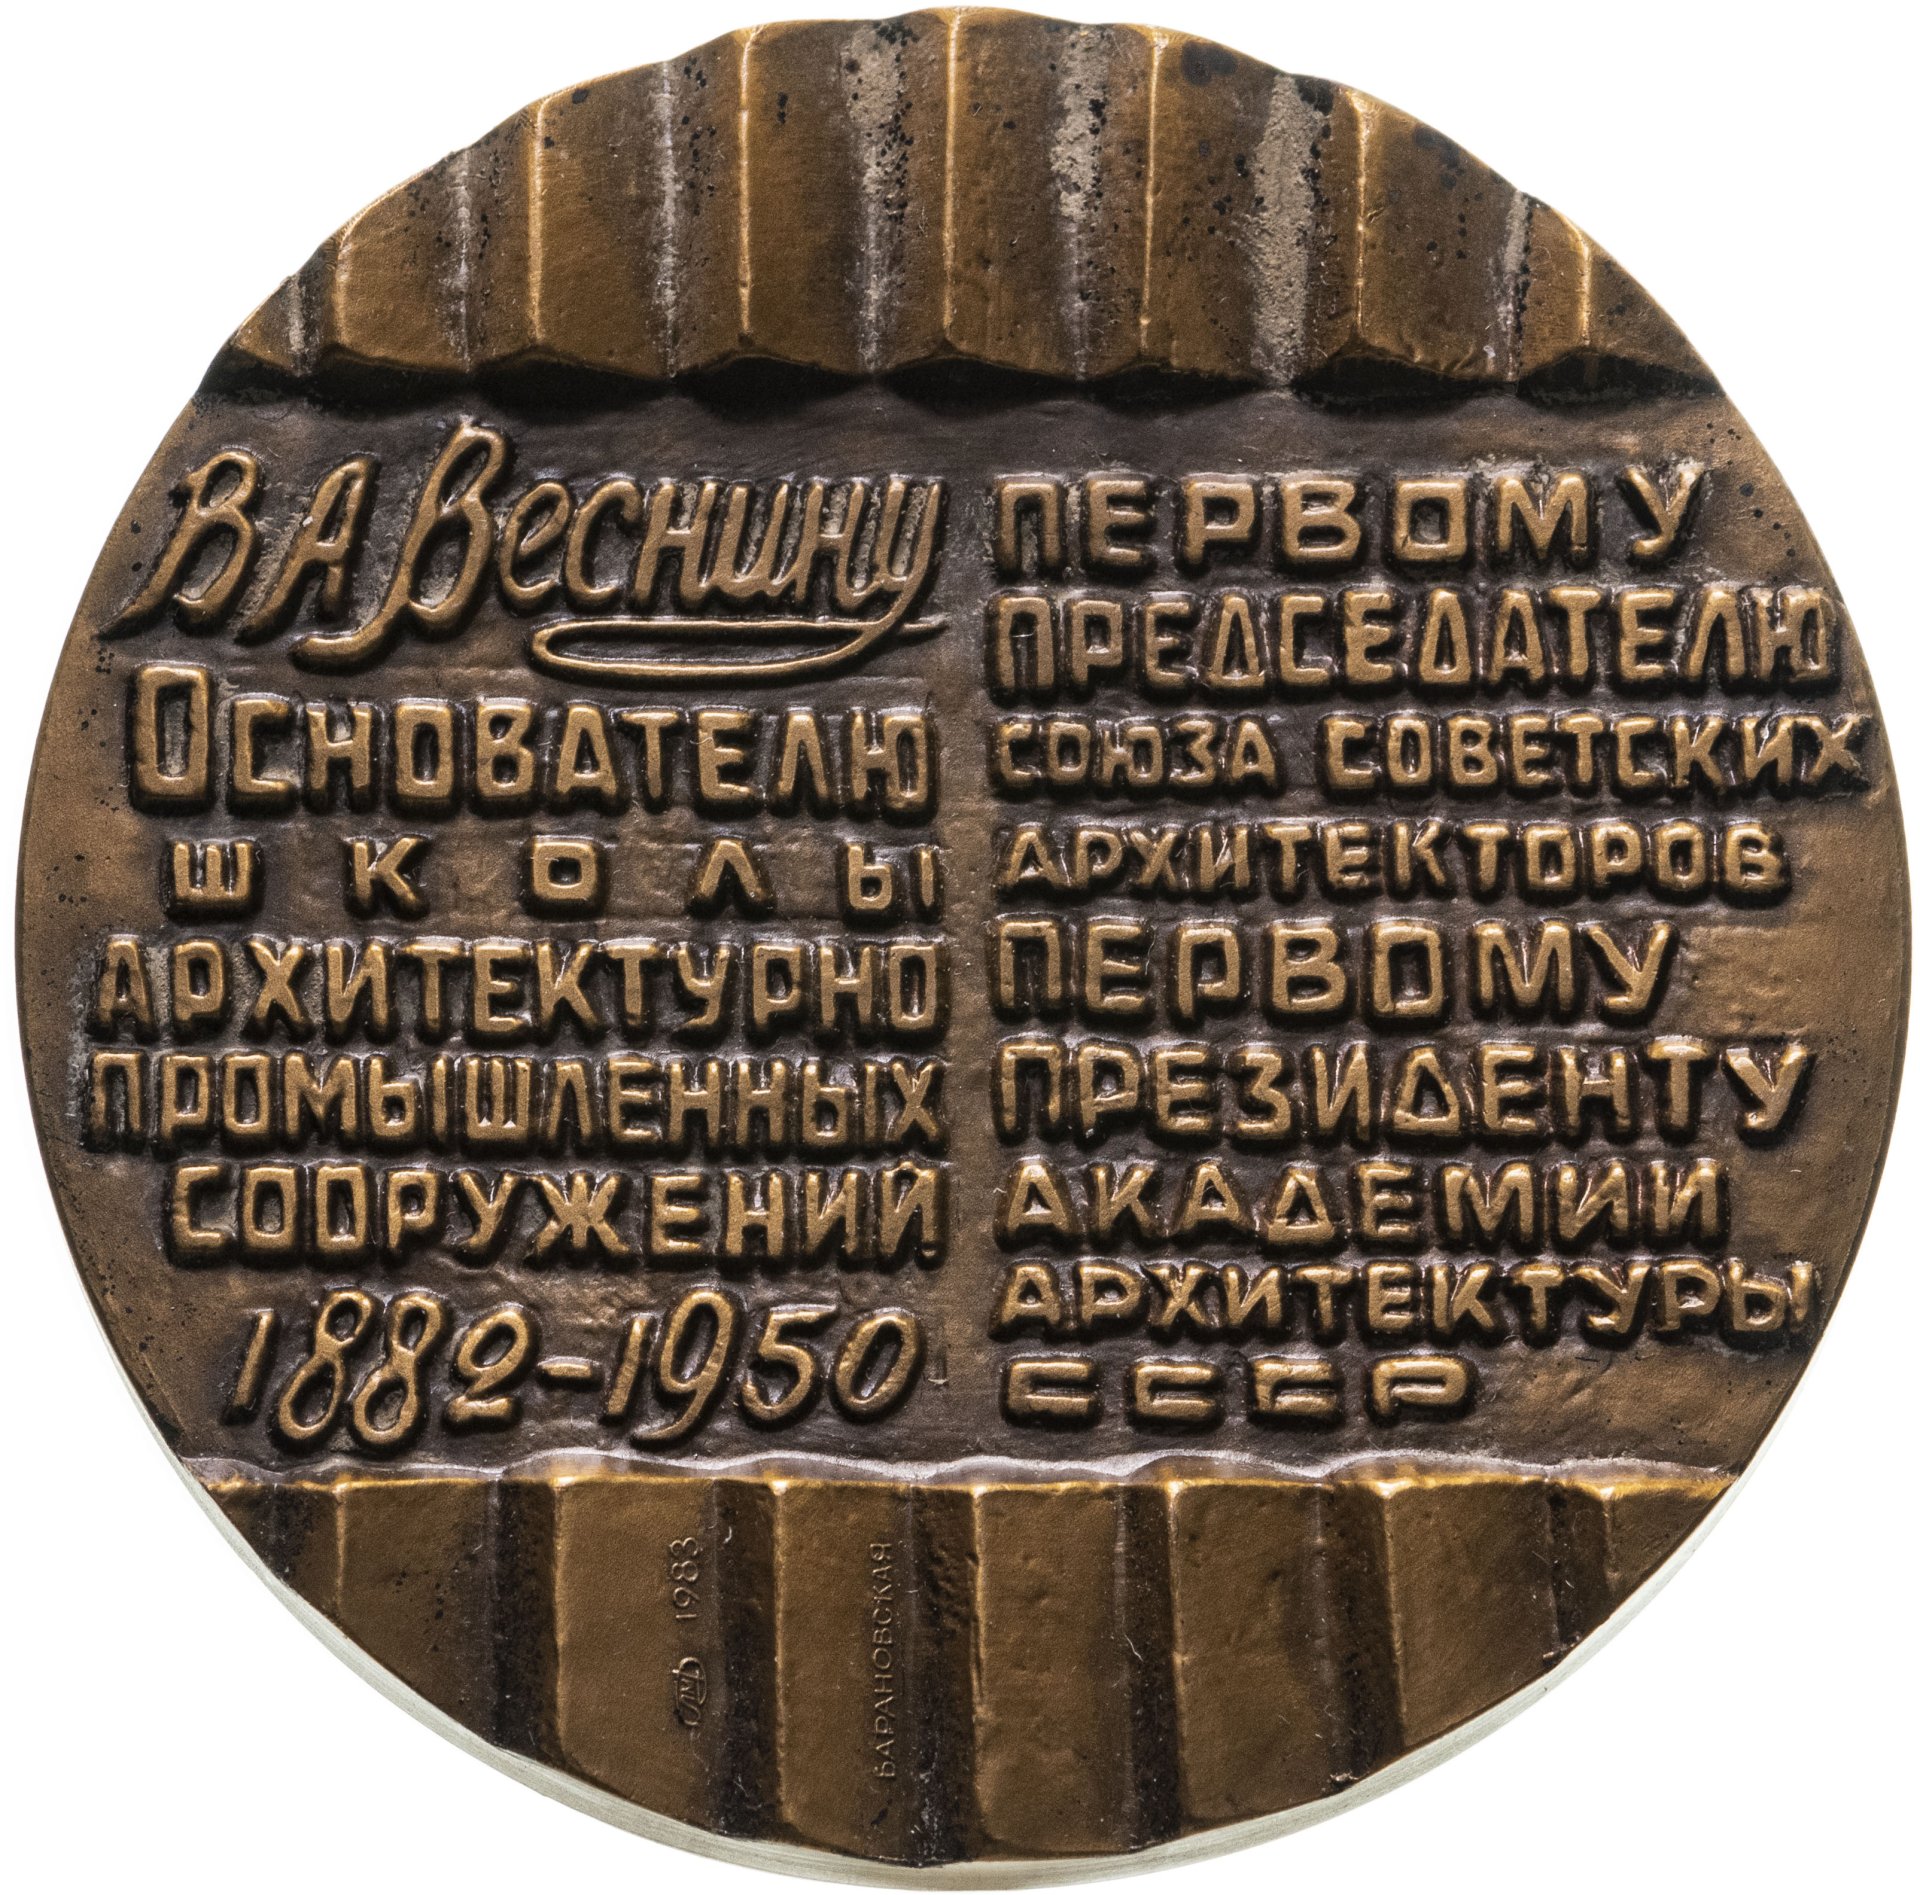 В А Веснину
Основателю
школы
архитектурно
промышленных
сооружений
1882-1950
первому
председателю
союза советских
архитекторов
первому
президенту
академии
архитектуры
СССР
ЛМД 1983
БАРАНОВСКАЯ